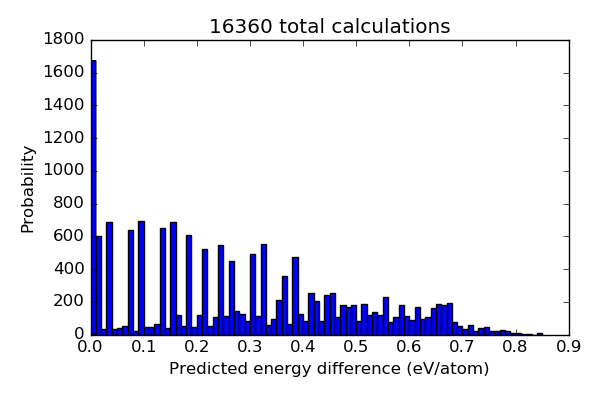 16360 total calculations
1800
1600
1400
1200
1000
800
600
400
200
0
Probability
0.0 0.1 0.2 0.3 0.4 0.5 0.6 0.7 0.8 0.9
Predicted energy difference (eV/atom)